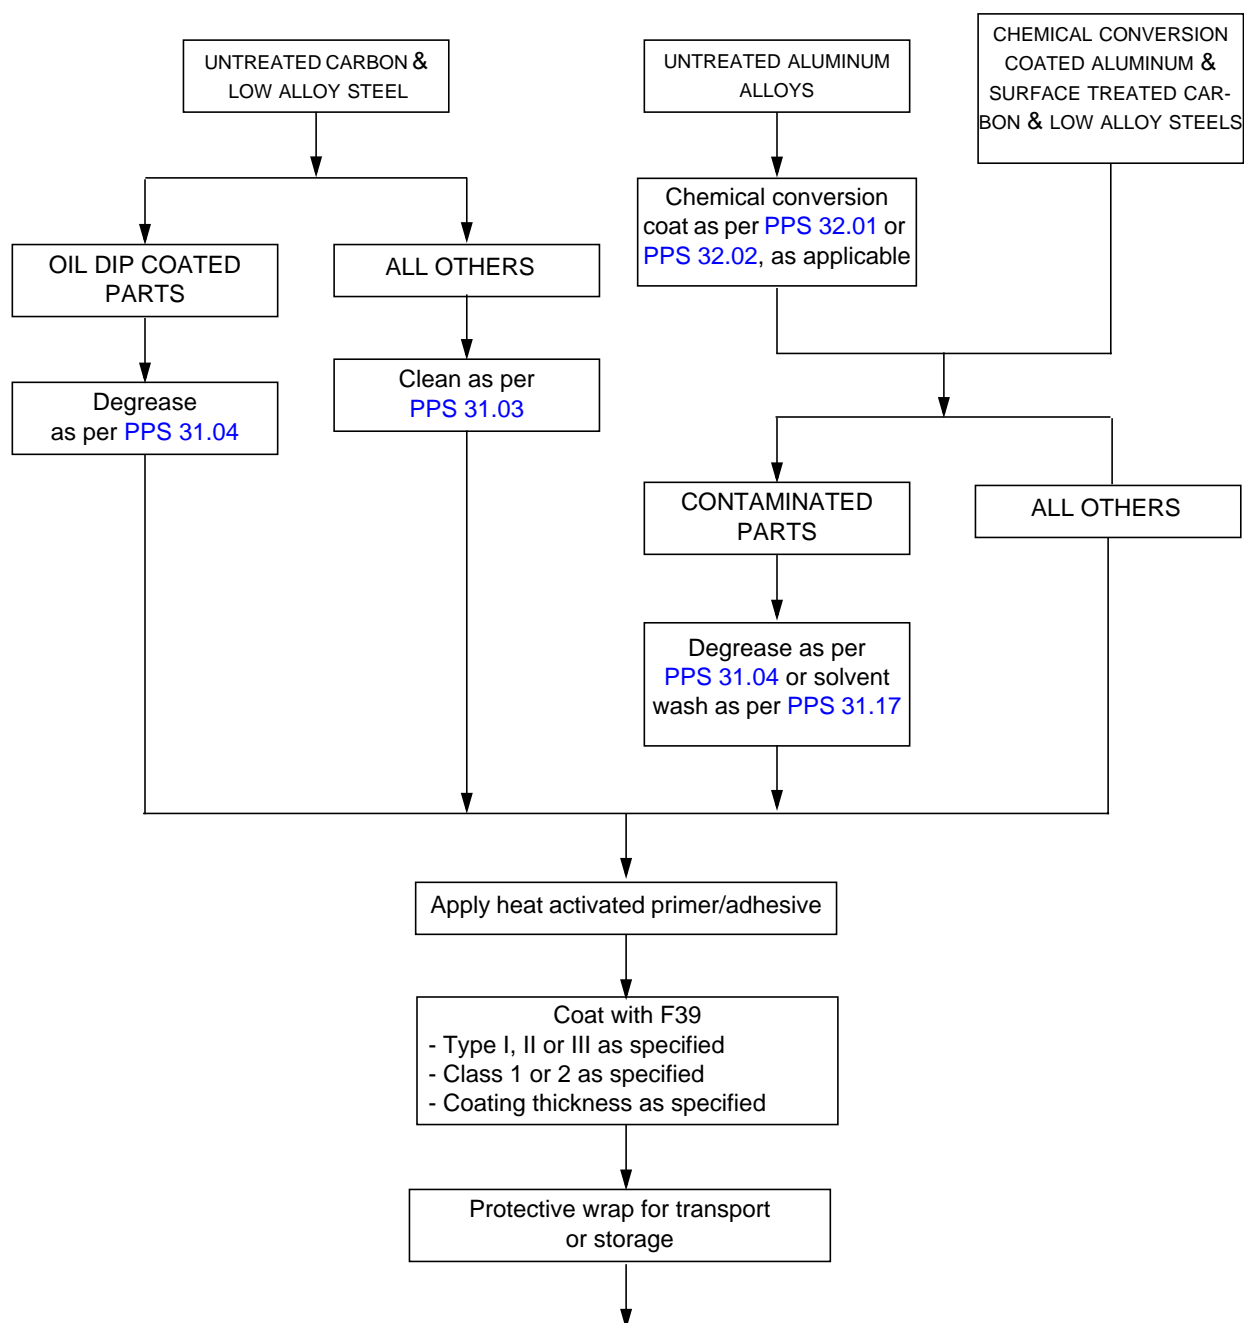 UNTREATED CARBON &
LOW ALLOY STEEL
UNTREATED ALUMINUM
ALLOYS
CHEMICAL CONVERSION
COATED ALUMINUM &
SURFACE TREATED CAR-
BON & LOW ALLOY STEELS
Chemical conversion
coat as per PPS 32.01 or
PPS 32.02, as applicable
OIL DIP COATED
PARTS
ALL OTHERS
Degrease
as per PPS 31.04
Clean as per
PPS 31.03
CONTAMINATED
PARTS
ALL OTHERS
Degrease as per
PPS 31.04 or solvent
wash as per PPS 31.17
Apply heat activated primer/adhesive
Coat with F39
- Type I, II or III as specified
- Class 1 or 2 as specified
- Coating thickness as specified
Protective wrap for transport
or storage